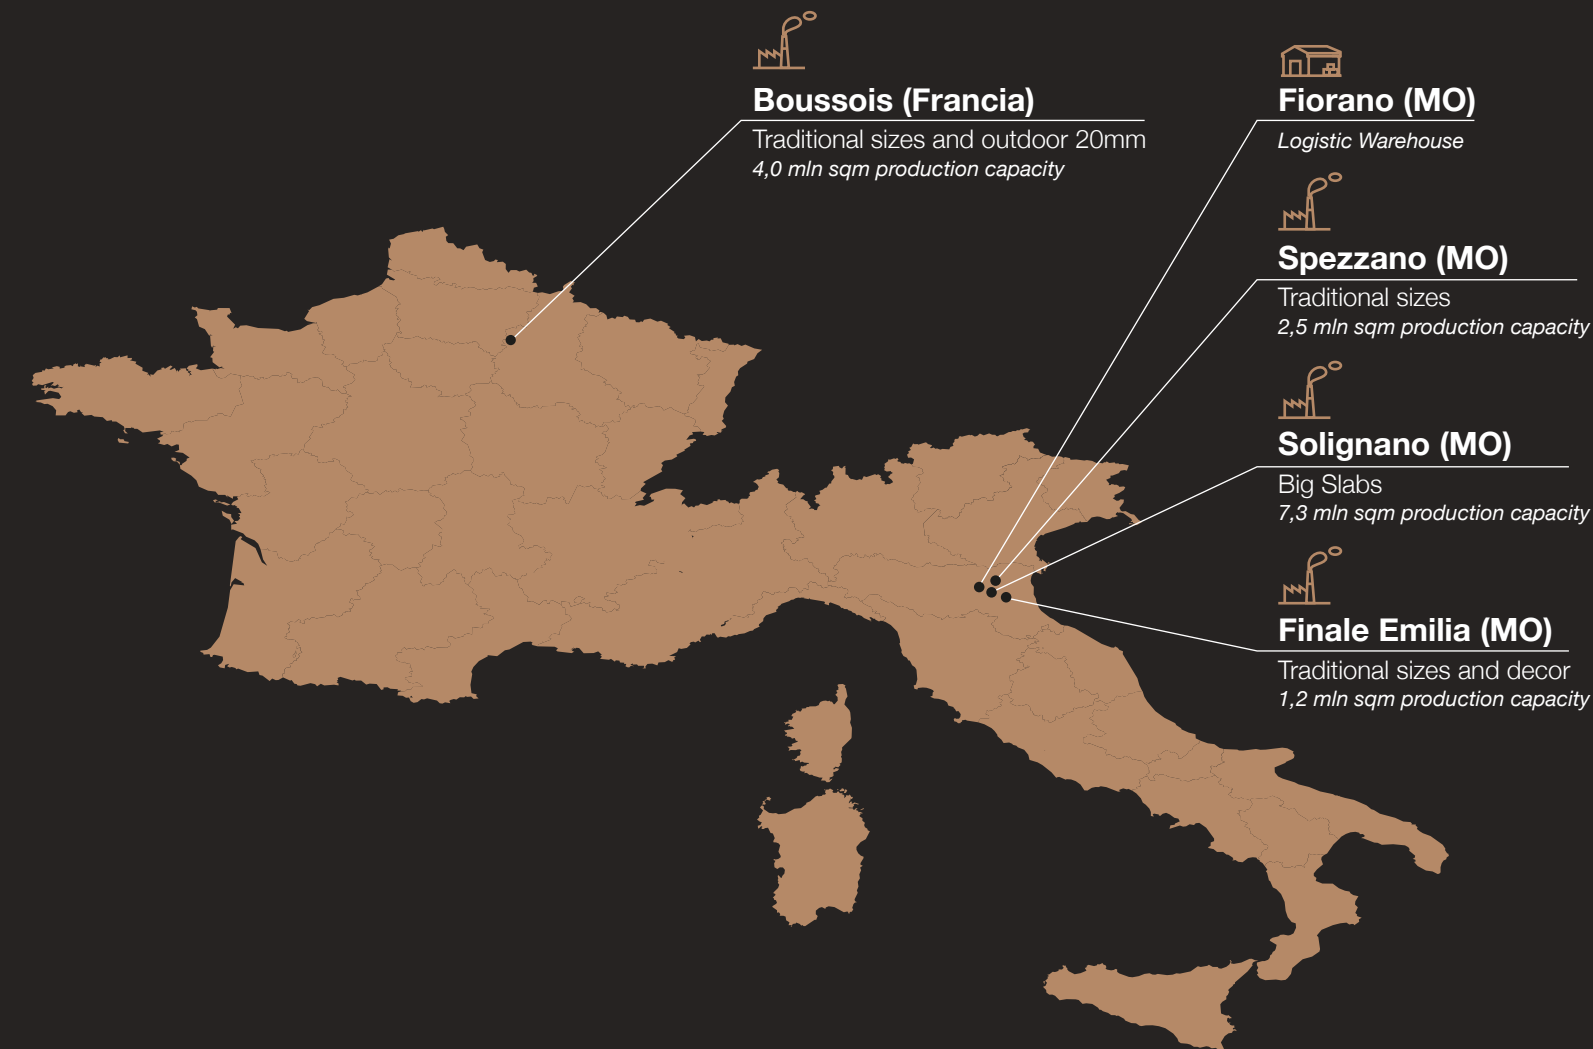 Boussois (Francia)
Traditional sizes and outdoor 20mm
4,0 mln sqm production capacity
Fiorano (MO)
Logistic Warehouse
Spezzano (MO)
Traditional sizes
2,5 mln sqm production capacity
Solignano (MO)
Big Slabs
7,3 mln sqm production capacity
Finale Emilia (MO)
Traditional sizes and decor
1,2 mln sqm production capacity